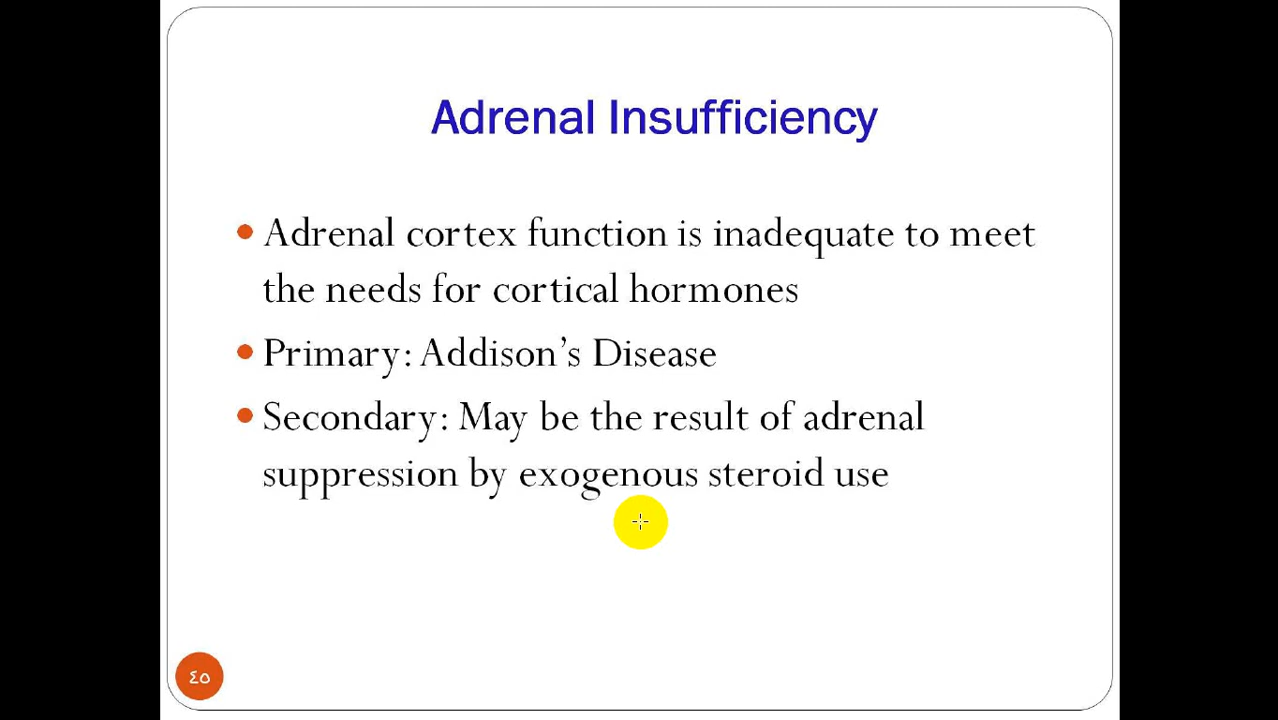 Adrenal Insufficiency
• Adrenal cortex function is inadequate to meet
the needs for cortical hormones
• Primary: Addison’s Disease
• Secondary: May be the result of adrenal
suppression by exogenous steroid use
٤٥